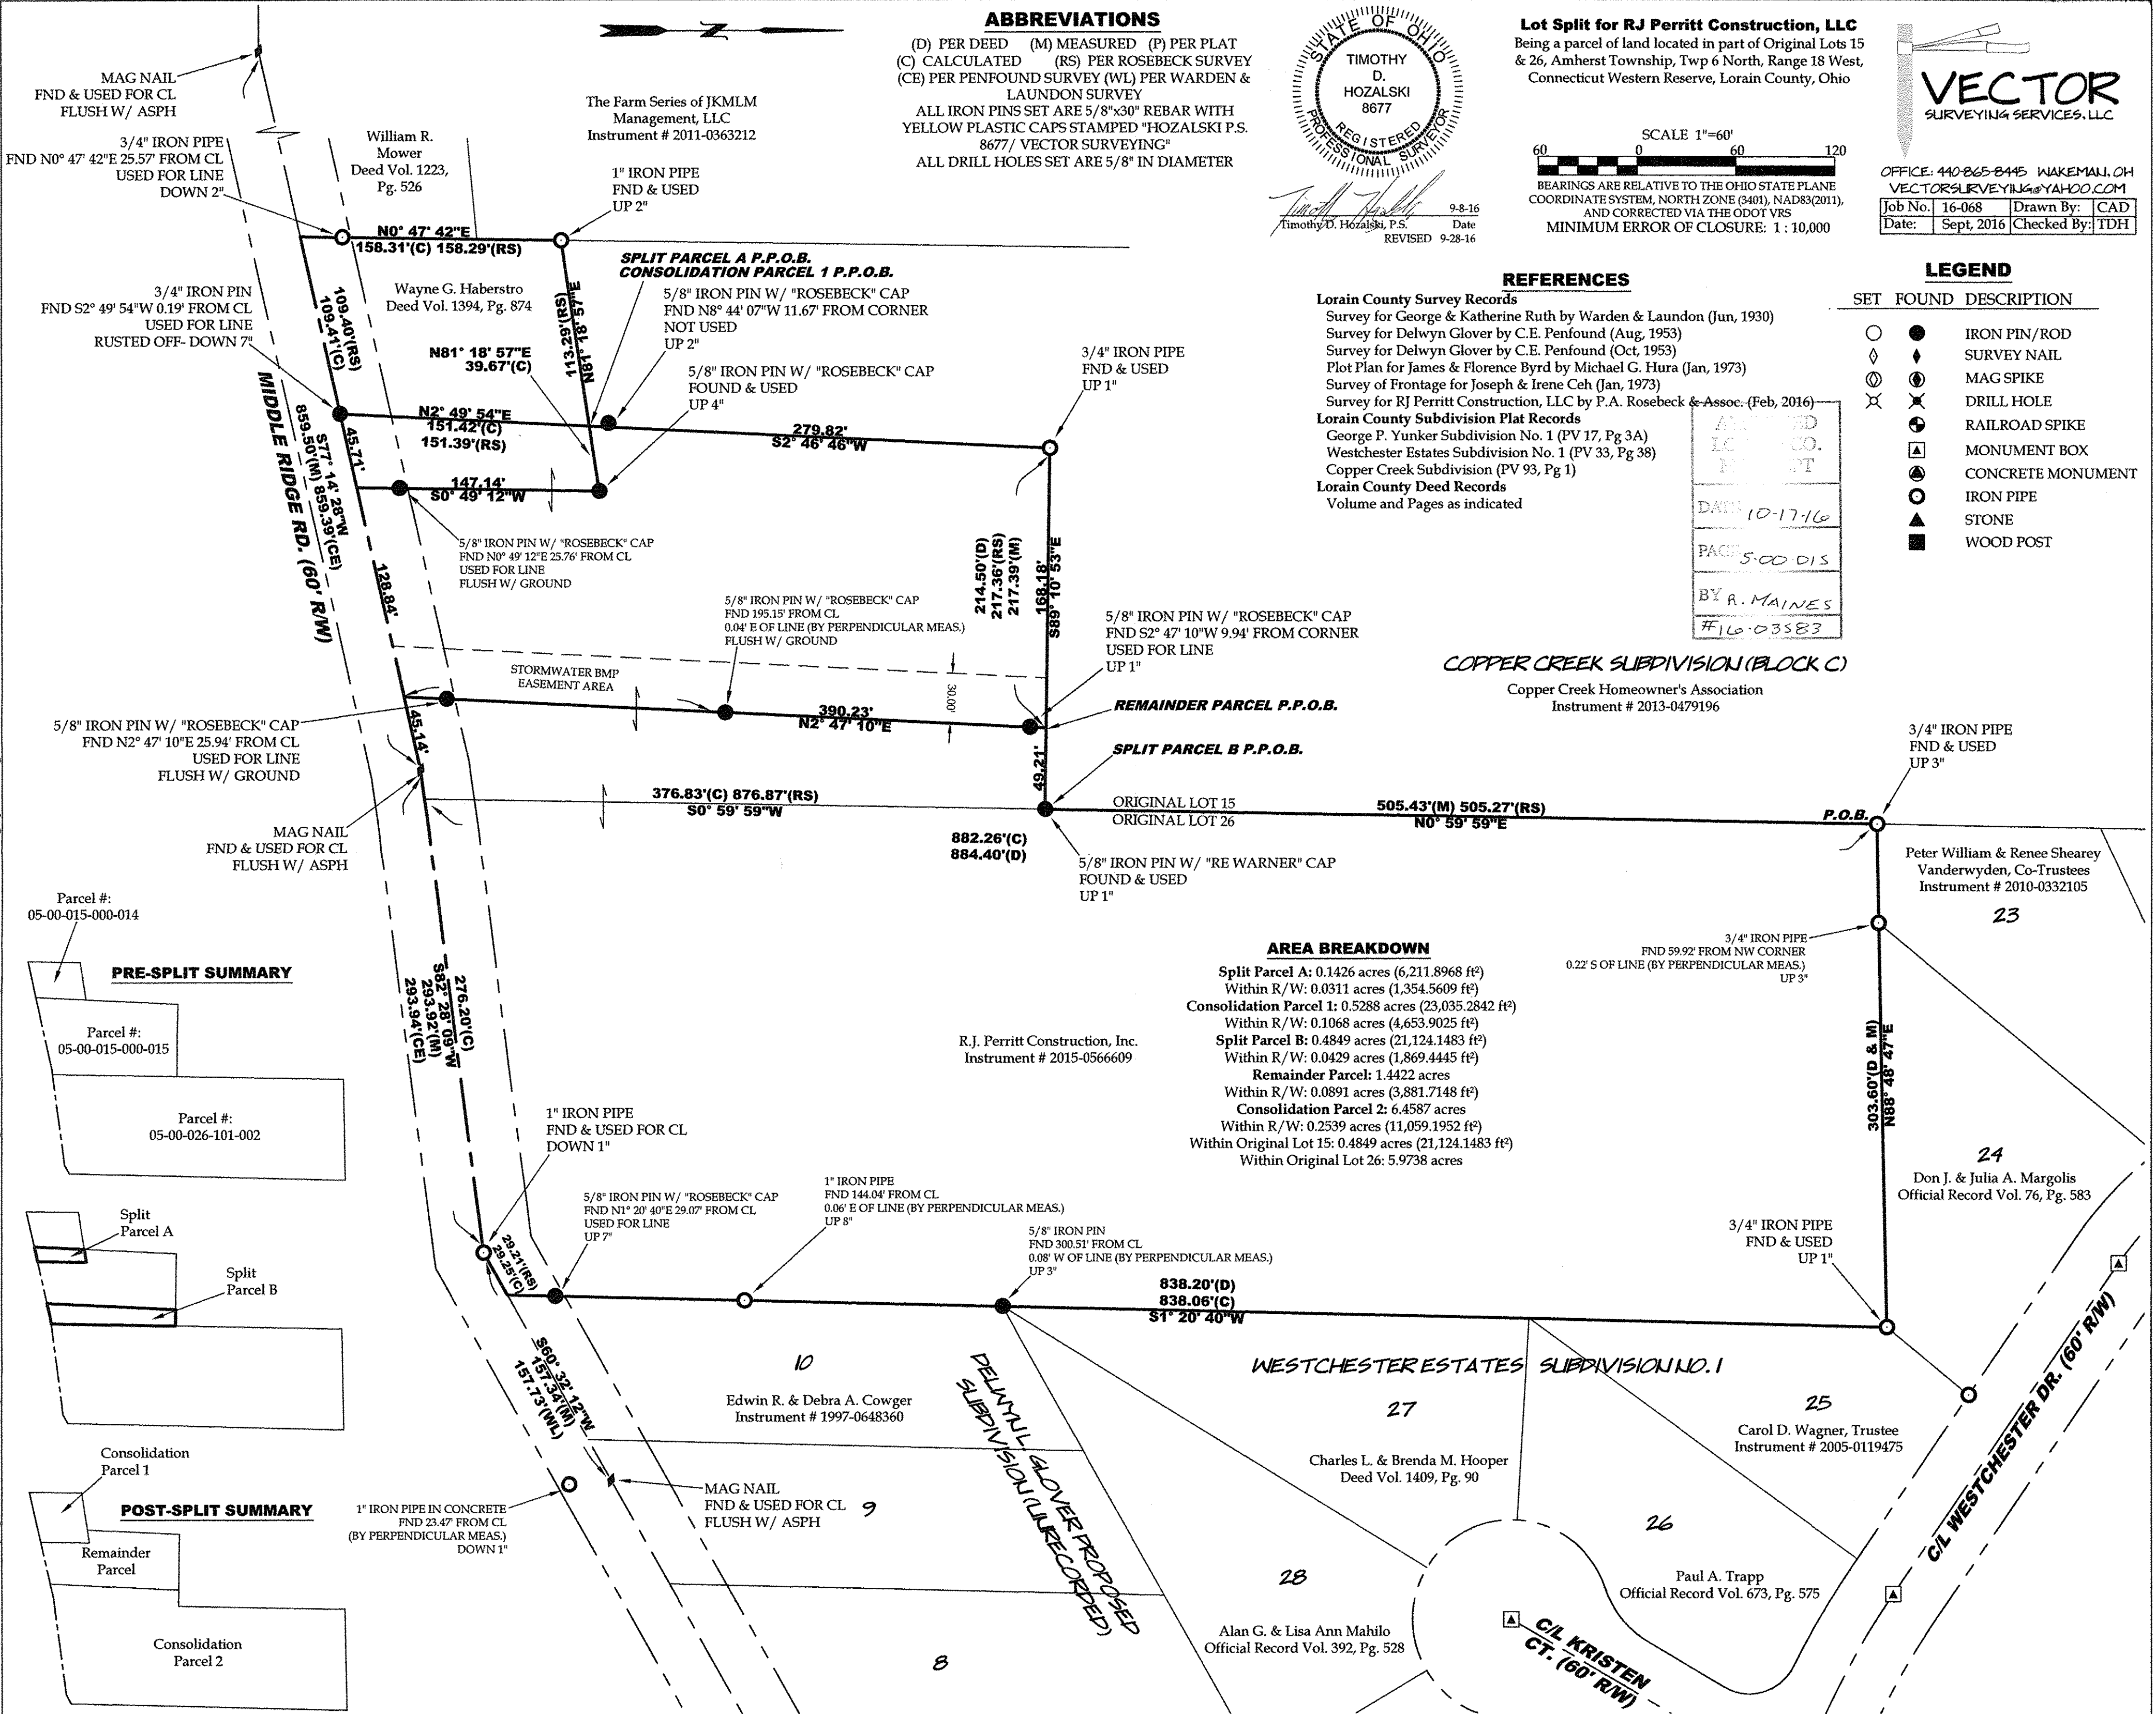 ABBREVIATIONS
(D) PER DEED (M) MEASURED (P) PER PLAT
(C) CALCULATED (RS) PER ROSEBECK SURVEY
(CE) PER PENFOUND SURVEY (WL) PER WARDEN &
LAUNDON SURVEY
ALL IRON PINS SET ARE 5/8"x30" REBAR WITH
YELLOW PLASTIC CAPS STAMPED "HOZALSKI P.S.
8677/ VECTOR SURVEYING"
ALL DRILL HOLES SET ARE 5/8" IN DIAMETER
STATE OF OHIO
TIMOTHY
D.
HOZALSKI
8677
REGISTERED
PROFESSIONAL SURVEYOR
9-8-16
Timothy D. Hozalski, P.S. Date
REVISED 9-28-16
Lot Split for RJ Perritt Construction, LLC
Being a parcel of land located in part of Original Lots 15
& 26, Amherst Township, Twp 6 North, Range 18 West,
Connecticut Western Reserve, Lorain County, Ohio
SCALE 1"=60'
60 0 60 120
BEARINGS ARE RELATIVE TO THE OHIO STATE PLANE
COORDINATE SYSTEM, NORTH ZONE (3401), NAD83(2011),
AND CORRECTED VIA THE ODOT VRS
MINIMUM ERROR OF CLOSURE: 1 : 10,000
VECTOR
SURVEYING SERVICES, LLC
OFFICE: 440-865-8445 WAKEMAN, OH
VECTORSURVEYING@YAHOO.COM
Job No. 16-068 Drawn By: CAD
Date: Sept, 2016 Checked By: TDH
REFERENCES
Lorain County Survey Records
Survey for George & Katherine Ruth by Warden & Laundon (Jun, 1930)
Survey for Delwyn Glover by C.E. Penfound (Aug, 1953)
Survey for Delwyn Glover by C.E. Penfound (Oct, 1953)
Plot Plan for James & Florence Byrd by Michael G. Hura (Jan, 1973)
Survey of Frontage for Joseph & Irene Ceh (Jan, 1973)
Survey for RJ Perritt Construction, LLC by P.A. Rosebeck & Assoc. (Feb, 2016)
Lorain County Subdivision Plat Records
George P. Yunker Subdivision No. 1 (PV 17, Pg 3A)
Westchester Estates Subdivision No. 1 (PV 33, Pg 38)
Copper Creek Subdivision (PV 93, Pg 1)
Lorain County Deed Records
Volume and Pages as indicated
LEGEND
SET FOUND DESCRIPTION
IRON PIN/ROD
SURVEY NAIL
MAG SPIKE
DRILL HOLE
RAILROAD SPIKE
MONUMENT BOX
CONCRETE MONUMENT
IRON PIPE
STONE
WOOD POST
CO.
10-17-16
5-00-015
BY R. MAINES
#16-03583
MAG NAIL
FND & USED FOR CL
FLUSH W/ ASPH
3/4" IRON PIPE
FND N0° 47' 42"E 25.57' FROM CL
USED FOR LINE
DOWN 2"
William R.
Mower
Deed Vol. 1223,
Pg. 526
The Farm Series of JKMLM
Management, LLC
Instrument # 2011-0363212
1" IRON PIPE
FND & USED
UP 2"
N0° 47' 42"E
158.31'(C) 158.29'(RS)
SPLIT PARCEL A P.P.O.B.
CONSOLIDATION PARCEL 1 P.P.O.B.
5/8" IRON PIN W/ "ROSEBECK" CAP
FND N8° 44' 07"W 11.67' FROM CORNER
NOT USED
UP 2"
Wayne G. Haberstro
Deed Vol. 1394, Pg. 874
113.29'(RS)
N81° 18' 57"E
3/4" IRON PIN
FND S2° 49' 54"W 0.19' FROM CL
USED FOR LINE
RUSTED OFF- DOWN 7"
109.40'(RS)
109.41'(C)
N81° 18' 57"E
39.67'(C)
5/8" IRON PIN W/ "ROSEBECK" CAP
FOUND & USED
UP 4"
3/4" IRON PIPE
FND & USED
UP 1"
N2° 49' 54"E
151.42'(C)
151.39'(RS)
279.82'
S2° 46' 46"W
MIDDLE RIDGE RD. (60' R/W)
S77° 14' 28"W
859.50'(M) 859.39'(CE)
45.71'
147.14'
S0° 49' 12"W
5/8" IRON PIN W/ "ROSEBECK" CAP
FND N0° 49' 12"E 25.76' FROM CL
USED FOR LINE
FLUSH W/ GROUND
128.84'
214.50'(D)
217.36'(RS)
217.39'(M)
168.18'
S89° 10' 53"E
5/8" IRON PIN W/ "ROSEBECK" CAP
FND 195.15' FROM CL
0.04' E OF LINE (BY PERPENDICULAR MEAS.)
FLUSH W/ GROUND
5/8" IRON PIN W/ "ROSEBECK" CAP
FND S2° 47' 10"W 9.94' FROM CORNER
USED FOR LINE
UP 1"
STORMWATER BMP
EASEMENT AREA
30.00'
390.23'
N2° 47' 10"E
REMAINDER PARCEL P.P.O.B.
COPPER CREEK SUBDIVISION (BLOCK C)
Copper Creek Homeowner's Association
Instrument # 2013-0479196
5/8" IRON PIN W/ "ROSEBECK" CAP
FND N2° 47' 10"E 25.94' FROM CL
USED FOR LINE
FLUSH W/ GROUND
45.14'
49.21'
SPLIT PARCEL B P.P.O.B.
3/4" IRON PIPE
FND & USED
UP 3"
376.83'(C) 876.87'(RS)
S0° 59' 59"W
ORIGINAL LOT 15
ORIGINAL LOT 26
505.43'(M) 505.27'(RS)
N0° 59' 59"E
P.O.B.
MAG NAIL
FND & USED FOR CL
FLUSH W/ ASPH
882.26'(C)
884.40'(D)
5/8" IRON PIN W/ "RE WARNER" CAP
FOUND & USED
UP 1"
Peter William & Renee Shearey
Vanderwyden, Co-Trustees
Instrument # 2010-0332105
23
Parcel #:
05-00-015-000-014
PRE-SPLIT SUMMARY
Parcel #:
05-00-015-000-015
Parcel #:
05-00-026-101-002
276.20'(C)
S82° 28' 09"W
293.92'(M)
293.94'(CE)
3/4" IRON PIPE
FND 59.92' FROM NW CORNER
0.22' S OF LINE (BY PERPENDICULAR MEAS.)
UP 3"
AREA BREAKDOWN
Split Parcel A: 0.1426 acres (6,211.8968 ft²)
Within R/W: 0.0311 acres (1,354.5609 ft²)
Consolidation Parcel 1: 0.5288 acres (23,035.2842 ft²)
Within R/W: 0.1068 acres (4,653.9025 ft²)
Split Parcel B: 0.4849 acres (21,124.1483 ft²)
Within R/W: 0.0429 acres (1,869.4445 ft²)
Remainder Parcel: 1.4422 acres
Within R/W: 0.0891 acres (3,881.7148 ft²)
Consolidation Parcel 2: 6.4587 acres
Within R/W: 0.2539 acres (11,059.1952 ft²)
Within Original Lot 15: 0.4849 acres (21,124.1483 ft²)
Within Original Lot 26: 5.9738 acres
R.J. Perritt Construction, Inc.
Instrument # 2015-0566609
303.60'(D & M)
N88° 48' 47"E
24
Don J. & Julia A. Margolis
Official Record Vol. 76, Pg. 583
1" IRON PIPE
FND & USED FOR CL
DOWN 1"
5/8" IRON PIN W/ "ROSEBECK" CAP
FND N1° 20' 40"E 29.07' FROM CL
USED FOR LINE
UP 7"
1" IRON PIPE
FND 144.04' FROM CL
0.06' E OF LINE (BY PERPENDICULAR MEAS.)
UP 8"
5/8" IRON PIN
FND 300.51' FROM CL
0.08' W OF LINE (BY PERPENDICULAR MEAS.)
UP 3"
3/4" IRON PIPE
FND & USED
UP 1"
Split
Parcel A
Split
Parcel B
29.21'(RS)
29.25'(C)
838.20'(D)
838.06'(C)
S1° 20' 40"W
S60° 32' 12"W
157.34'(M)
157.73'(WL)
10
Edwin R. & Debra A. Cowger
Instrument # 1997-0648360
DELWYN L. GLOVER PROPOSED
SUBDIVISION (UNRECORDED)
WESTCHESTER ESTATES SUBDIVISION NO. 1
27
Charles L. & Brenda M. Hooper
Deed Vol. 1409, Pg. 90
25
Carol D. Wagner, Trustee
Instrument # 2005-0119475
C/L WESTCHESTER DR. (60' R/W)
Consolidation
Parcel 1
POST-SPLIT SUMMARY
Remainder
Parcel
Consolidation
Parcel 2
1" IRON PIPE IN CONCRETE
FND 23.47' FROM CL
(BY PERPENDICULAR MEAS.)
DOWN 1"
MAG NAIL
FND & USED FOR CL
FLUSH W/ ASPH
9
8
26
Paul A. Trapp
Official Record Vol. 673, Pg. 575
28
Alan G. & Lisa Ann Mahilo
Official Record Vol. 392, Pg. 528
C/L KRISTEN
CT. (60' R/W)